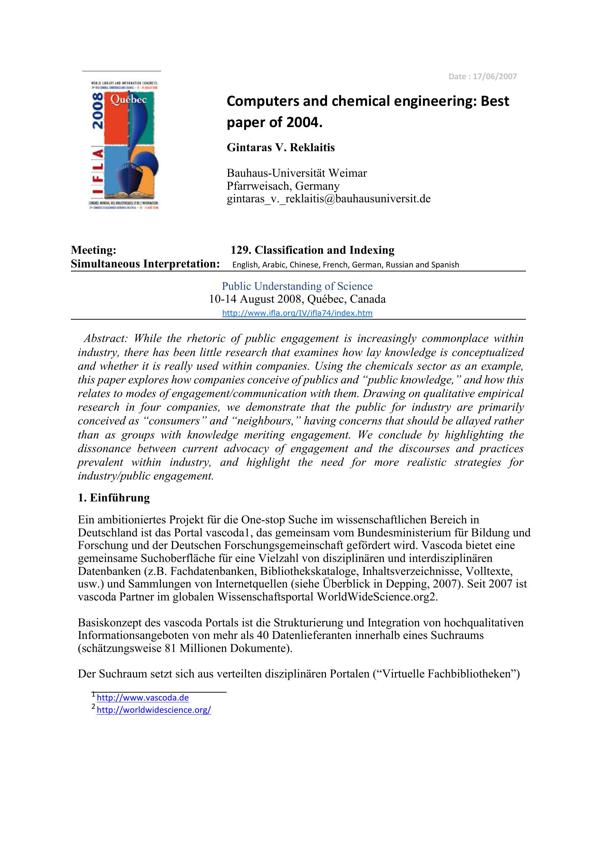 Date : 17/06/2007
WORLD LIBRARY AND INFORMATION CONGRESS:
2008
Québec
IFLA
Computers and chemical engineering: Best
paper of 2004.
Gintaras V. Reklaitis
Bauhaus-Universität Weimar
Pfarrweisach, Germany
gintaras_v._reklaitis@bauhausuniversit.de
Meeting: 129. Classification and Indexing
Simultaneous Interpretation: English, Arabic, Chinese, French, German, Russian and Spanish
Public Understanding of Science
10-14 August 2008, Québec, Canada
http://www.ifla.org/IV/ifla74/index.htm
Abstract: While the rhetoric of public engagement is increasingly commonplace within
industry, there has been little research that examines how lay knowledge is conceptualized
and whether it is really used within companies. Using the chemicals sector as an example,
this paper explores how companies conceive of publics and “public knowledge,” and how this
relates to modes of engagement/communication with them. Drawing on qualitative empirical
research in four companies, we demonstrate that the public for industry are primarily
conceived as “consumers” and “neighbours,” having concerns that should be allayed rather
than as groups with knowledge meriting engagement. We conclude by highlighting the
dissonance between current advocacy of engagement and the discourses and practices
prevalent within industry, and highlight the need for more realistic strategies for
industry/public engagement.
1. Einführung
Ein ambitioniertes Projekt für die One-stop Suche im wissenschaftlichen Bereich in
Deutschland ist das Portal vascoda1, das gemeinsam vom Bundesministerium für Bildung und
Forschung und der Deutschen Forschungsgemeinschaft gefördert wird. Vascoda bietet eine
gemeinsame Suchoberfläche für eine Vielzahl von disziplinären und interdisziplinären
Datenbanken (z.B. Fachdatenbanken, Bibliothekskataloge, Inhaltsverzeichnisse, Volltexte,
usw.) und Sammlungen von Internetquellen (siehe Überblick in Depping, 2007). Seit 2007 ist
vascoda Partner im globalen Wissenschaftsportal WorldWideScience.org2.
Basiskonzept des vascoda Portals ist die Strukturierung und Integration von hochqualitativen
Informationsangeboten von mehr als 40 Datenlieferanten innerhalb eines Suchraums
(schätzungsweise 81 Millionen Dokumente).
Der Suchraum setzt sich aus verteilten disziplinären Portalen (“Virtuelle Fachbibliotheken”)
1 http://www.vascoda.de
2 http://worldwidescience.org/